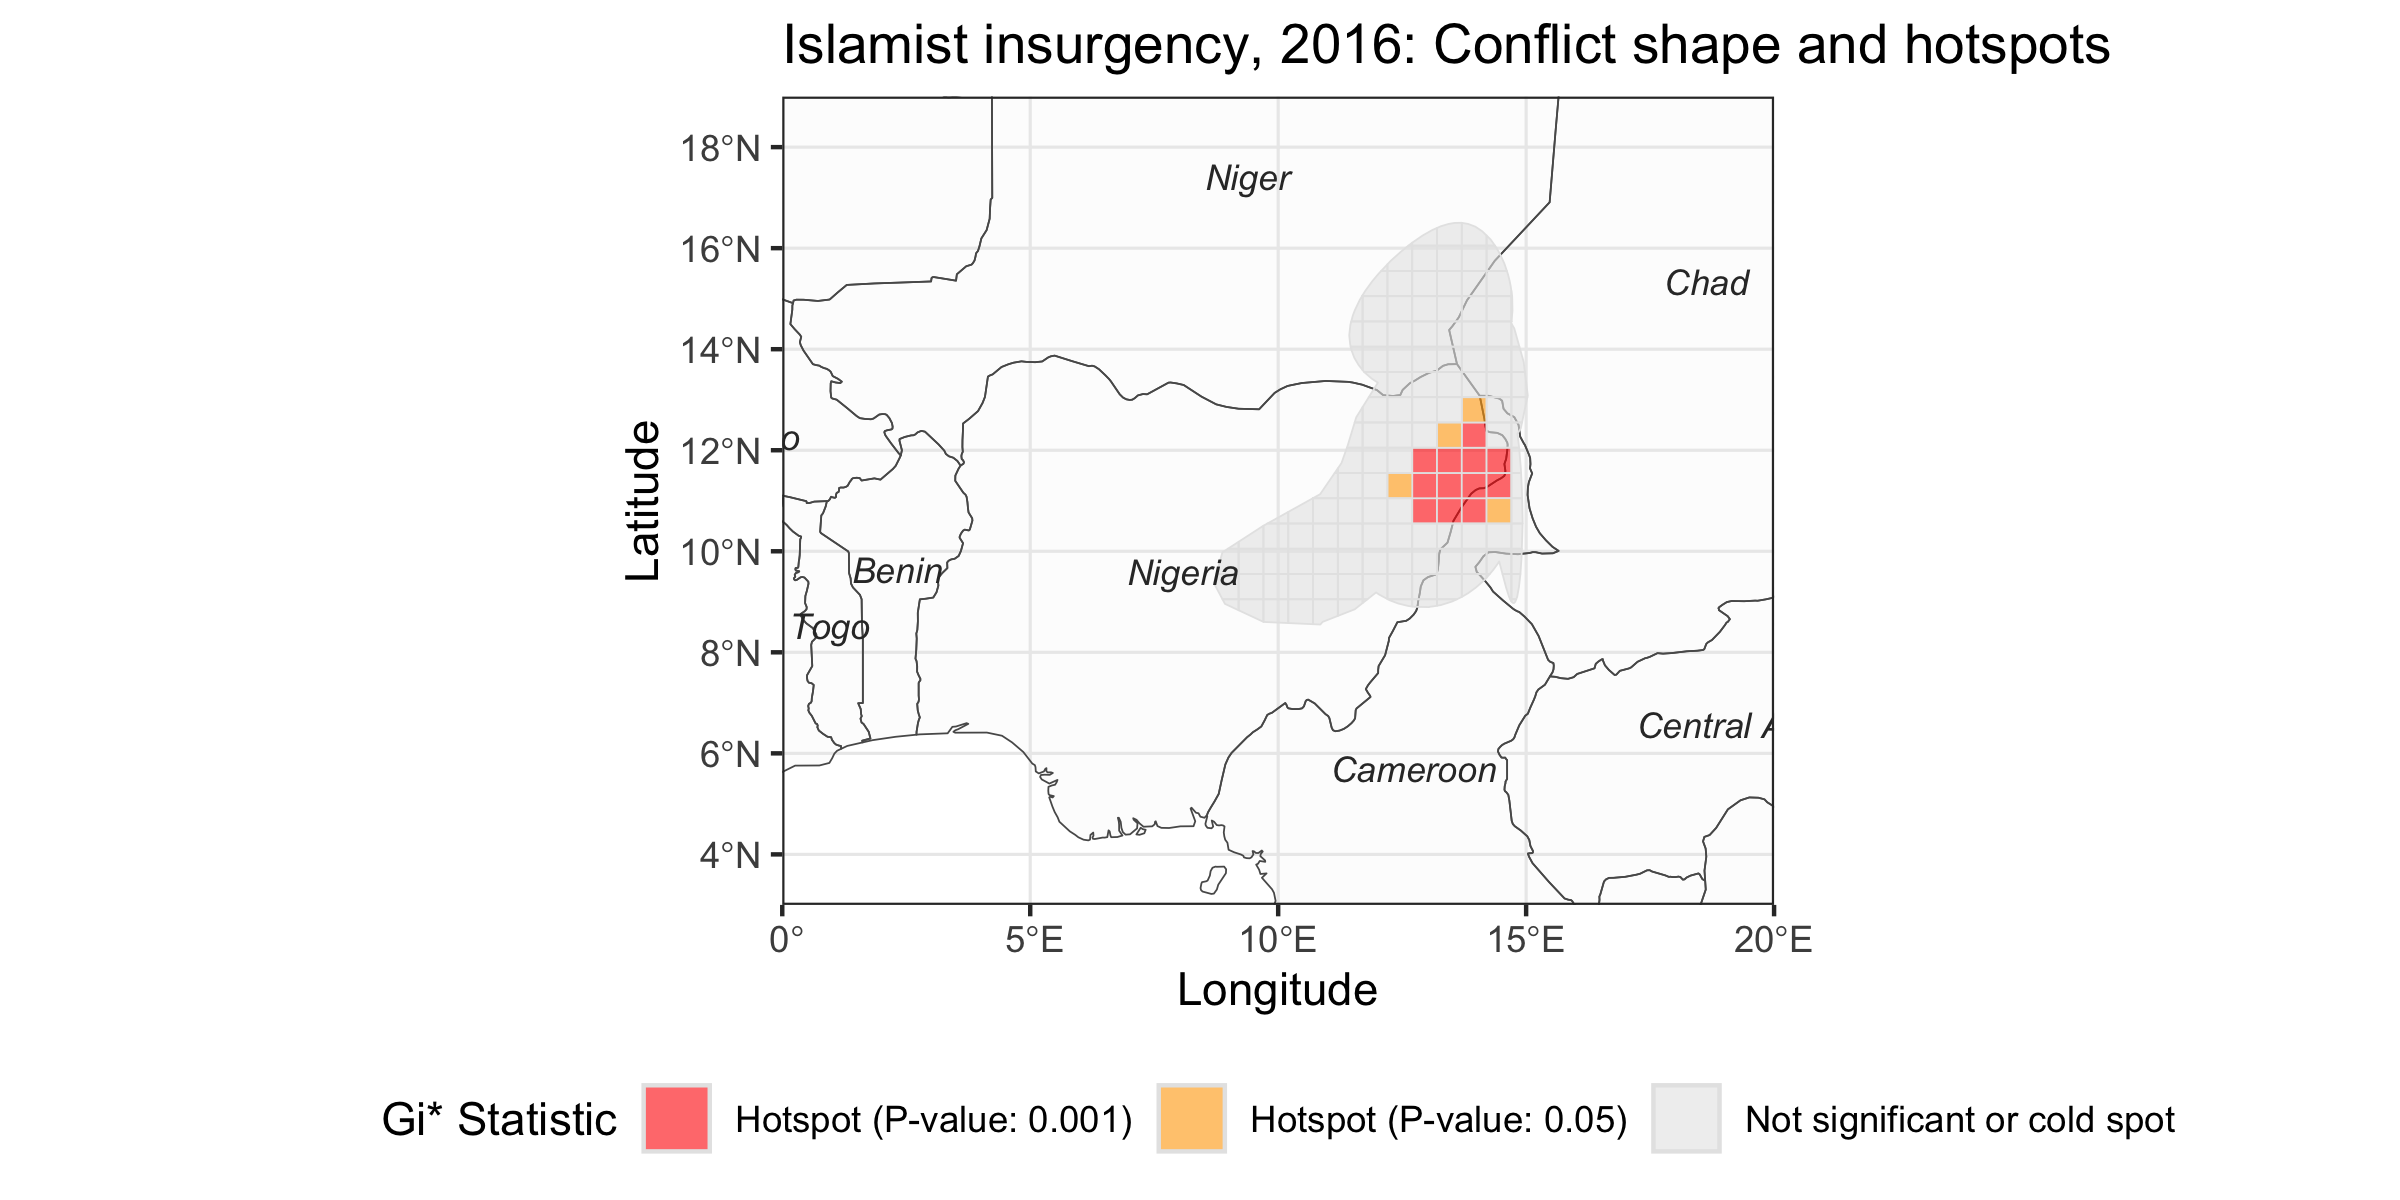 Islamist insurgency, 2016: Conflict shape and hotspots
18°N
Niger
16°N
Chad
14°N
o
12°N
10°N
Benin
Nigeria
Togo
8°N
Central A
6°N
Cameroon
4°N
Latitude
0°
5°E
10°E
15°E
20°E
Longitude
Gi* Statistic
Hotspot (P-value: 0.001)
Hotspot (P-value: 0.05)
Not significant or cold spot